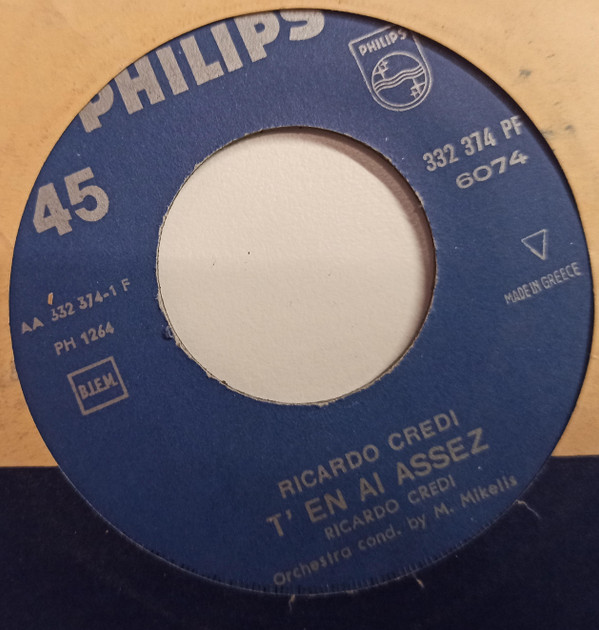 PHILIPS
PHILIPS
45
332 374 PF
6074
MADE IN GREECE
AA 332 374-1 F
PH 1264
B.I.E.M.
RICARDO CREDI
T' EN AI ASSEZ
RICARDO CREDI
Orchestra cond. by M. Mikelis